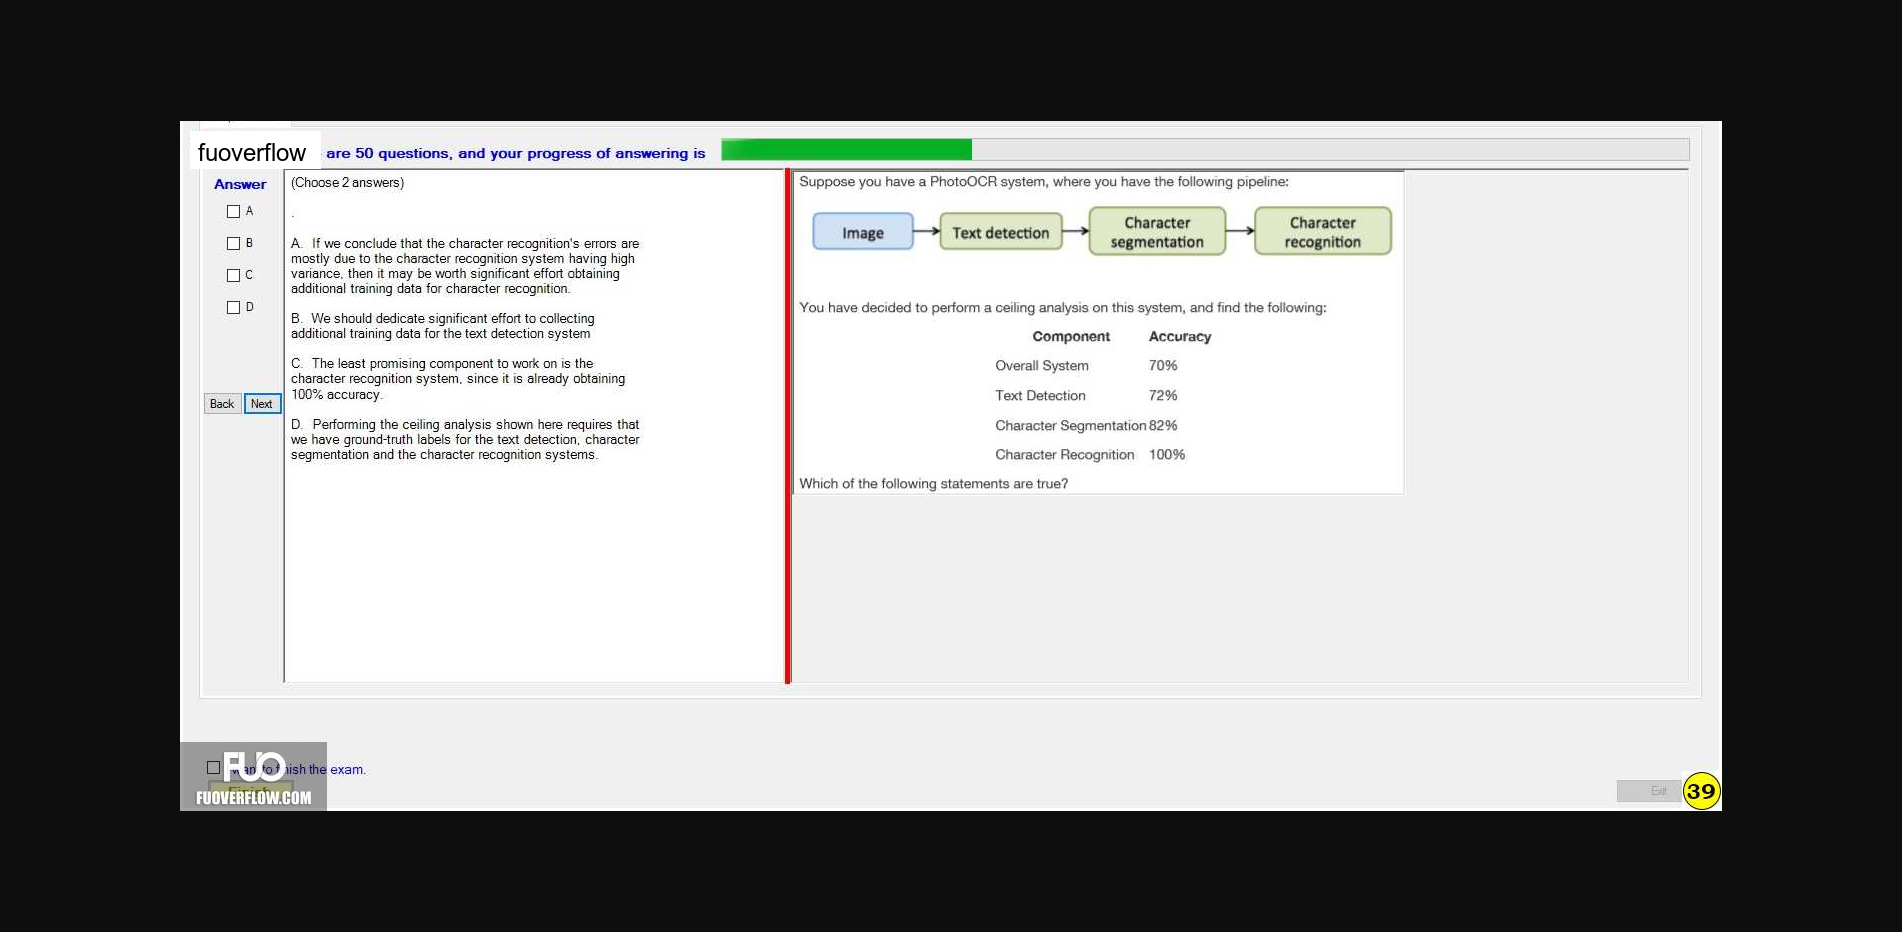 fuoverflow are 50 questions, and your progress of answering is
Answer
A
B
C
D
Back Next
(Choose 2 answers)
.
A. If we conclude that the character recognition's errors are
mostly due to the character recognition system having high
variance, then it may be worth significant effort obtaining
additional training data for character recognition.
B. We should dedicate significant effort to collecting
additional training data for the text detection system
C. The least promising component to work on is the
character recognition system, since it is already obtaining
100% accuracy.
D. Performing the ceiling analysis shown here requires that
we have ground-truth labels for the text detection, character
segmentation and the character recognition systems.
Suppose you have a PhotoOCR system, where you have the following pipeline:
Image
Text detection
Character
segmentation
Character
recognition
You have decided to perform a ceiling analysis on this system, and find the following:
Component Accuracy
Overall System 70%
Text Detection 72%
Character Segmentation 82%
Character Recognition 100%
Which of the following statements are true?
FUO
want to finish the exam.
Finish
FUOVERFLOW.COM
Exit
39